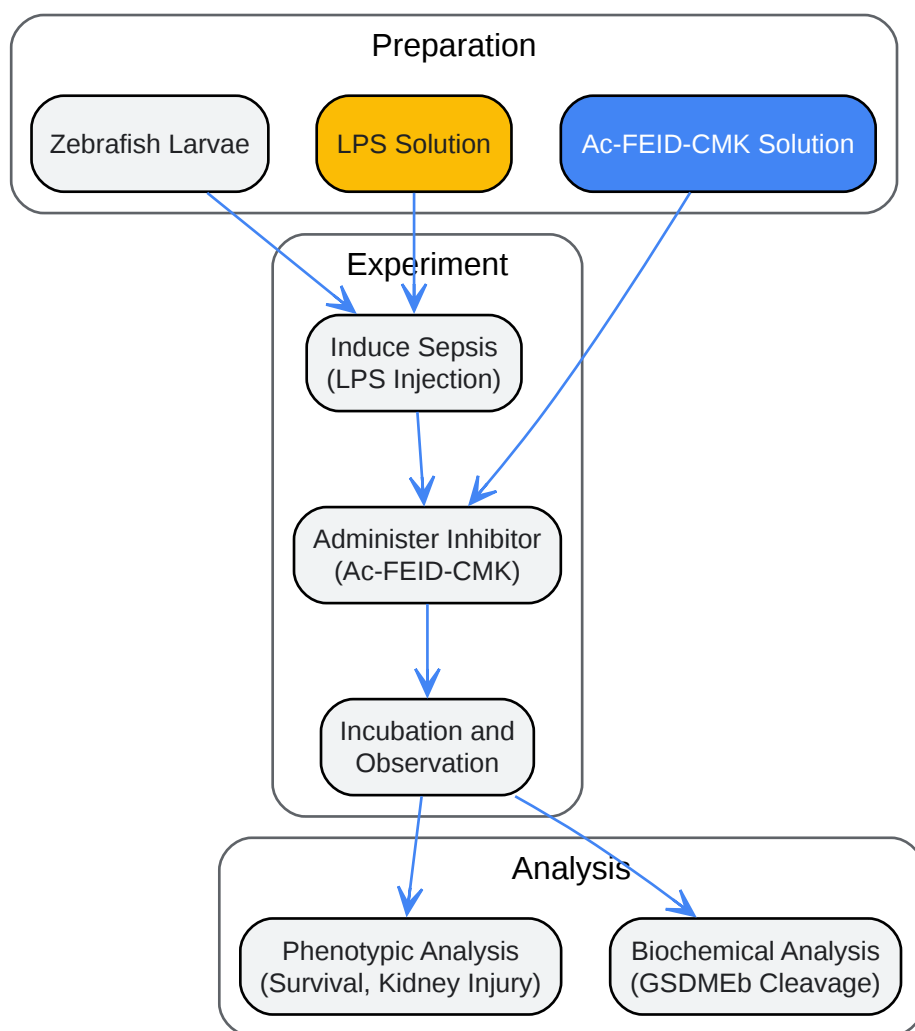 Preparation
Zebrafish Larvae
LPS Solution
Ac-FEID-CMK Solution
Experiment
Induce Sepsis
(LPS Injection)
Administer Inhibitor
(Ac-FEID-CMK)
Incubation and
Observation
Analysis
Phenotypic Analysis
(Survival, Kidney Injury)
Biochemical Analysis
(GSDMEb Cleavage)